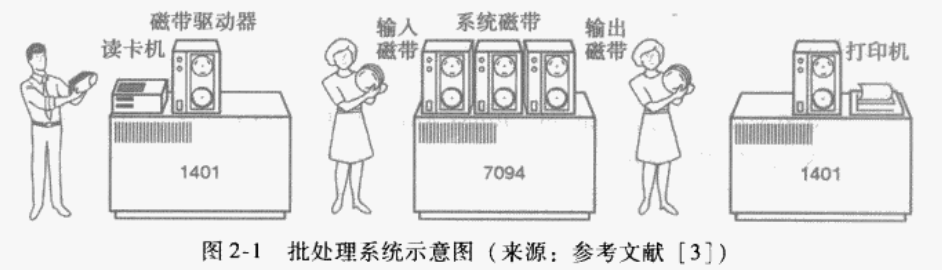 磁带驱动器
读卡机
1401
输入
磁带
系统磁带
7094
输出
磁带
打印机
1401
图 2-1 批处理系统示意图（来源：参考文献［3］）